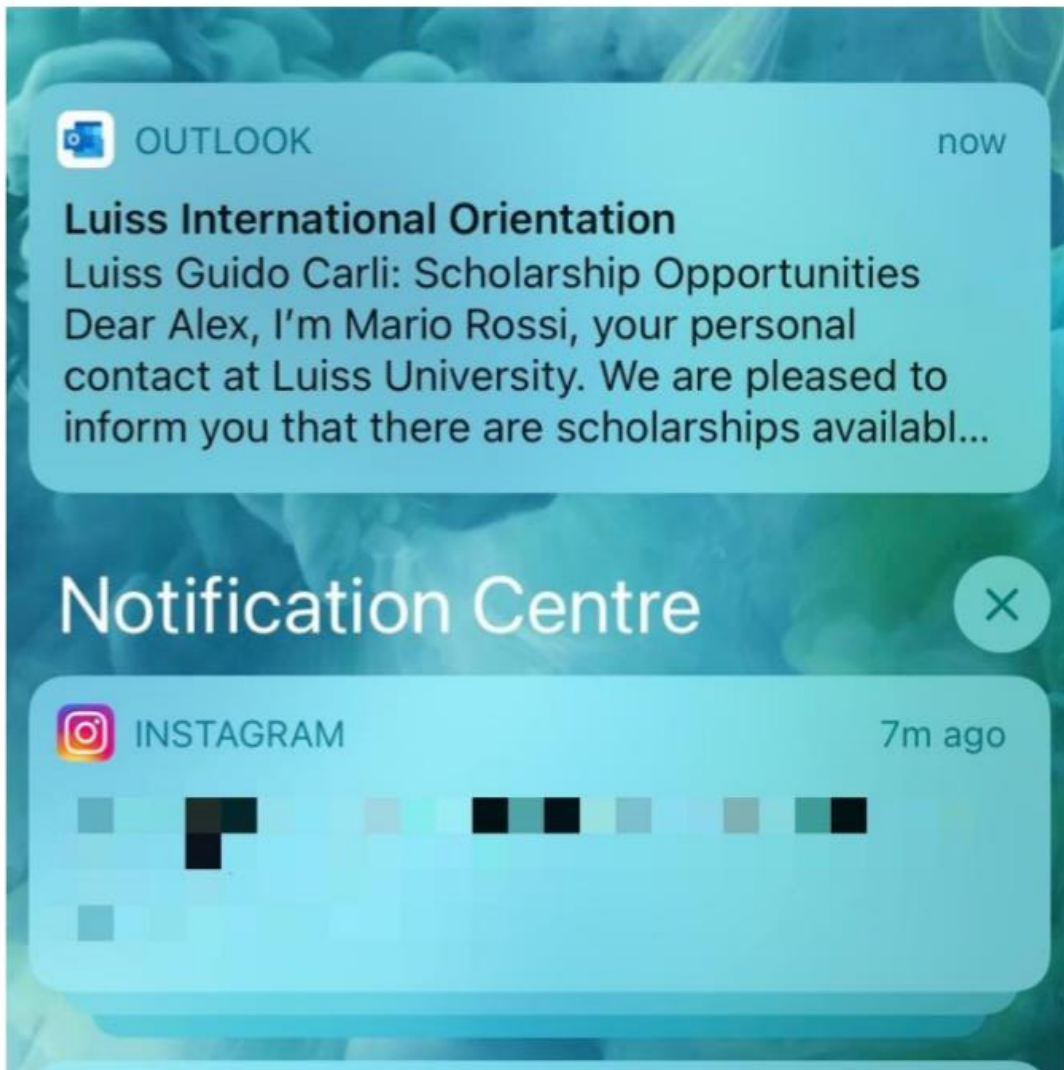 OUTLOOK now
Luiss International Orientation
Luiss Guido Carli: Scholarship Opportunities
Dear Alex, I'm Mario Rossi, your personal
contact at Luiss University. We are pleased to
inform you that there are scholarships availabl...
Notification Centre
INSTAGRAM 7m ago